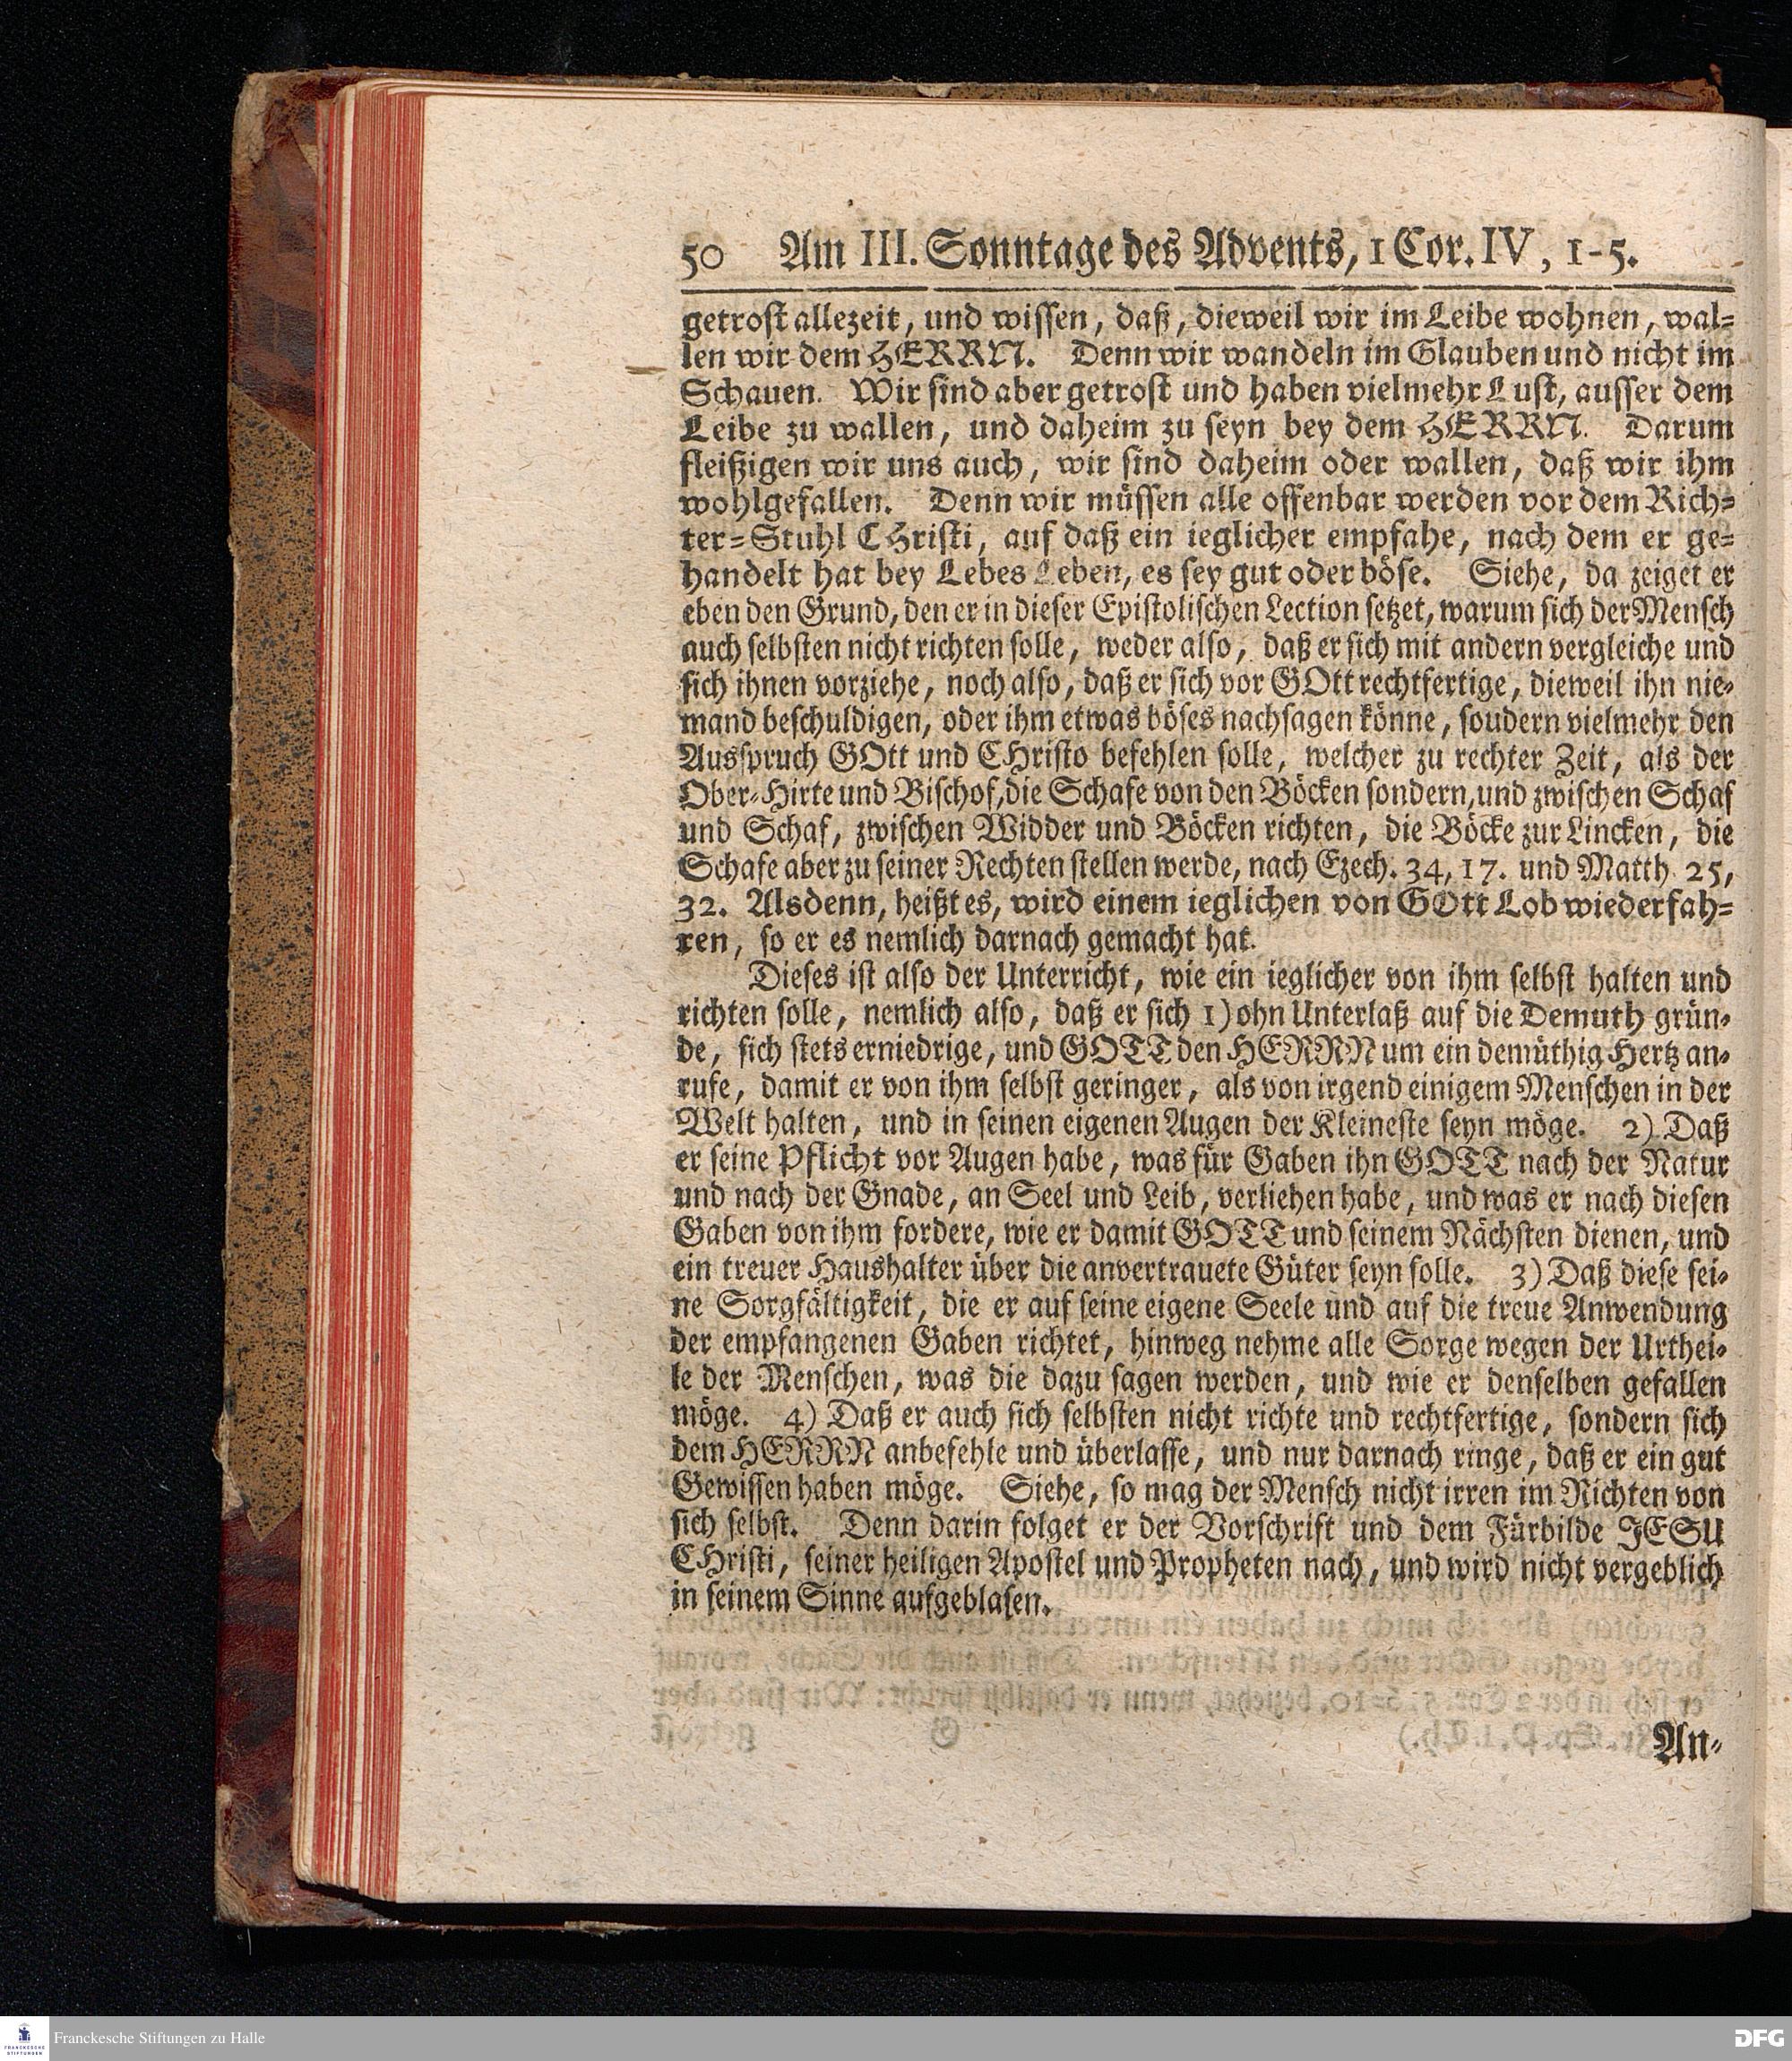 50 Am III. Sonntage des Advents, 1 Cor. IV, 1-5.
getrost allezeit, und wissen, daß, dieweil wir im Leibe wohnen, wal-
len wir dem HERRN. Denn wir wandeln im Glauben und nicht im
Schauen. Wir sind aber getrost und haben vielmehr Lust, ausser dem
Leibe zu wallen, und daheim zu seyn bey dem HERRN. Darum
fleißigen wir uns auch, wir sind daheim oder wallen, daß wir ihm
wohlgefallen. Denn wir müssen alle offenbar werden vor dem Rich-
ter-Stuhl CHristi, auf daß ein ieglicher empfahe, nach dem er ge-
handelt hat bey Lebes Leben, es sey gut oder böse. Siehe, da zeiget er
eben den Grund, den er in dieser Epistolischen Lection setzet, warum sich der Mensch
auch selbsten nicht richten solle, weder also, daß er sich mit andern vergleiche und
sich ihnen vorziehe, noch also, daß er sich vor GOtt rechtfertige, dieweil ihn nie-
mand beschuldigen, oder ihm etwas böses nachsagen könne, soudern vielmehr den
Ausspruch GOtt und CHristo befehlen solle, welcher zu rechter Zeit, als der
Ober-Hirte und Bischof, die Schafe von den Böcken sondern, und zwischen Schaf
und Schaf, zwischen Widder und Böcken richten, die Böcke zur Lincken, die
Schafe aber zu seiner Rechten stellen werde, nach Ezech. 34, 17. und Matth. 25,
32. Alsdenn, heißt es, wird einem ieglichen von GOtt Lob wiederfah-
ren, so er es nemlich darnach gemacht hat.
Dieses ist also der Unterricht, wie ein ieglicher von ihm selbst halten und
richten solle, nemlich also, daß er sich 1) ohn Unterlaß auf die Demuth grün-
de, sich stets erniedrige, und GOTT den HERRN um ein demüthig Hertz an-
rufe, damit er von ihm selbst geringer, als von irgend einigem Menschen in der
Welt halten, und in seinen eigenen Augen der Kleineste seyn möge. 2) Daß
er seine Pflicht vor Augen habe, was für Gaben ihn GOTT nach der Natur
und nach der Gnade, an Seel und Leib, verliehen habe, und was er nach diesen
Gaben von ihm fordere, wie er damit GOTT und seinem Nächsten dienen, und
ein treuer Haushalter über die anvertrauete Güter seyn solle. 3) Daß diese sei-
ne Sorgfältigkeit, die er auf seine eigene Seele und auf die treue Anwendung
der empfangenen Gaben richtet, hinweg nehme alle Sorge wegen der Urthei-
le der Menschen, was die dazu sagen werden, und wie er denselben gefallen
möge. 4) Daß er auch sich selbsten nicht richte und rechtfertige, sondern sich
dem HERRN anbefehle und überlasse, und nur darnach ringe, daß er ein gut
Gewissen haben möge. Siehe, so mag der Mensch nicht irren im Richten von
sich selbst. Denn darin folget er der Vorschrift und dem Fürbilde JESU
CHristi, seiner heiligen Apostel und Propheten nach, und wird nicht vergeblich
in seinem Sinne aufgeblasen.
An-
FRANCKESCHE STIFTUNGEN
Franckesche Stiftungen zu Halle
DFG